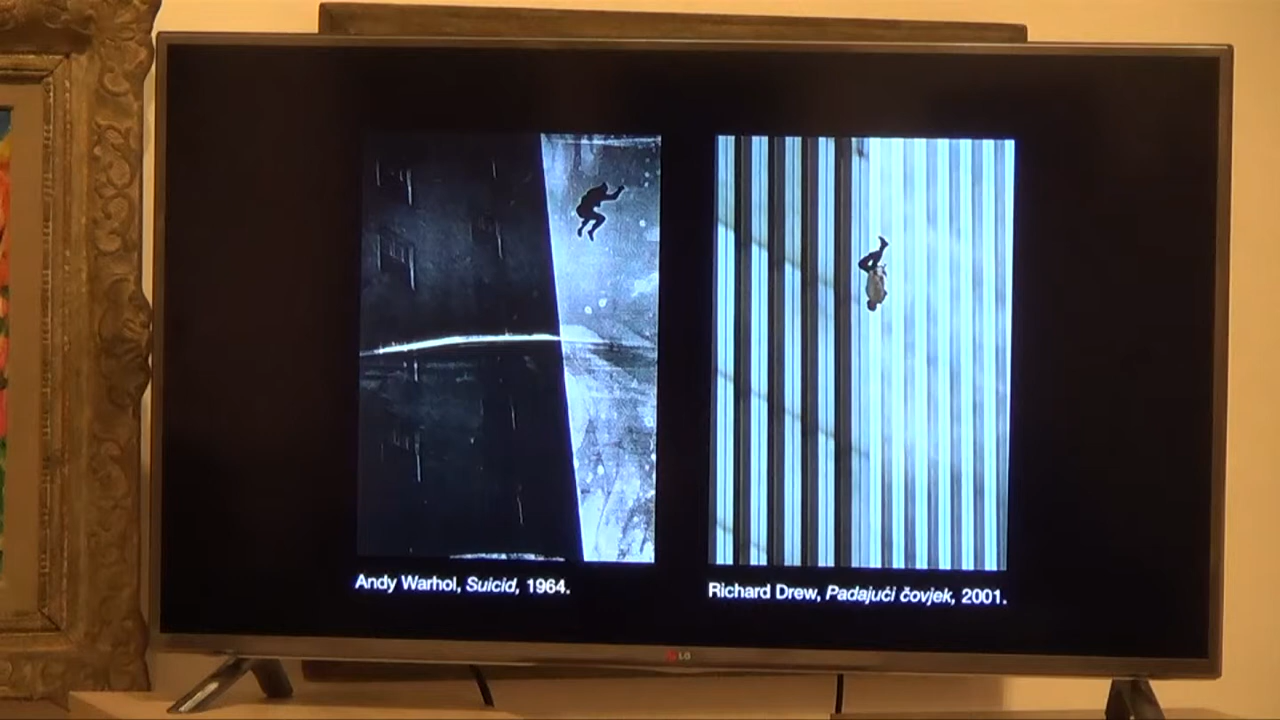 Andy Warhol, Suicid, 1964.
Richard Drew, Padajući čovjek, 2001.
LG